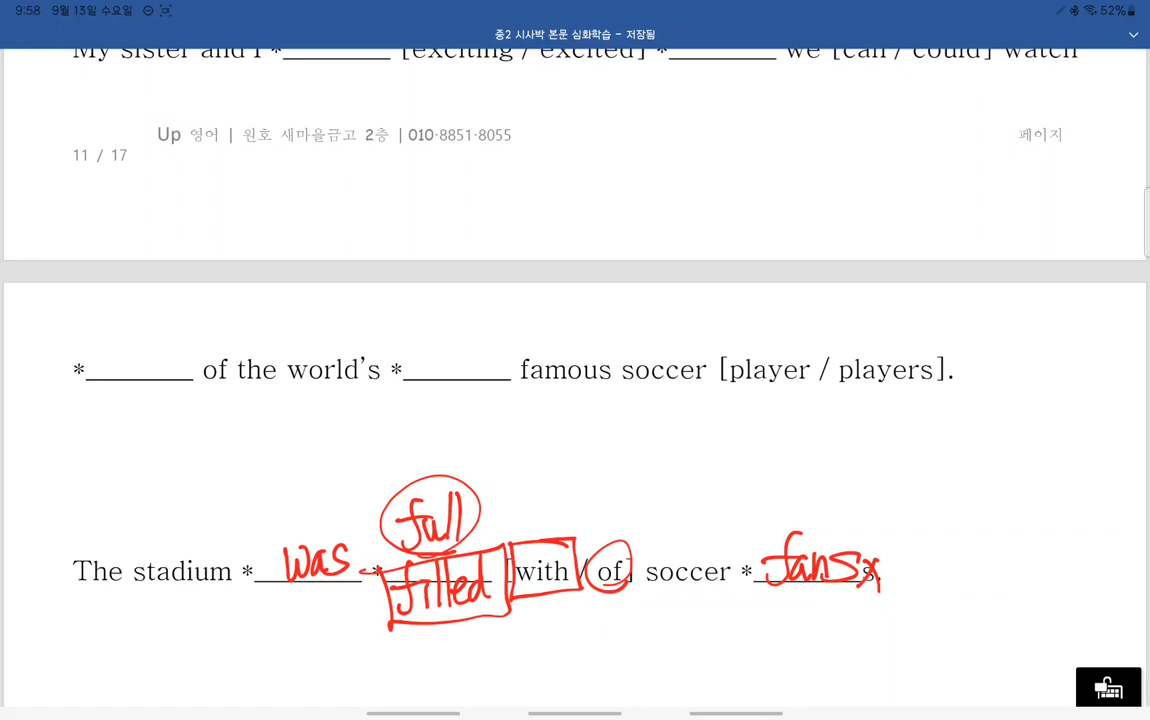 9:58 9월 13일 수요일 52%
중2 시사박 본문 심화학습 - 저장됨
My sister and I *________ [exciting / excited] *________ we [can / could] watch
Up 영어 | 원호 새마을금고 2층 | 010·8851·8055 페이지
11 / 17
*________ of the world's *________ famous soccer [player / players].
full
The stadium *was *filled [with / of] soccer *fans s.